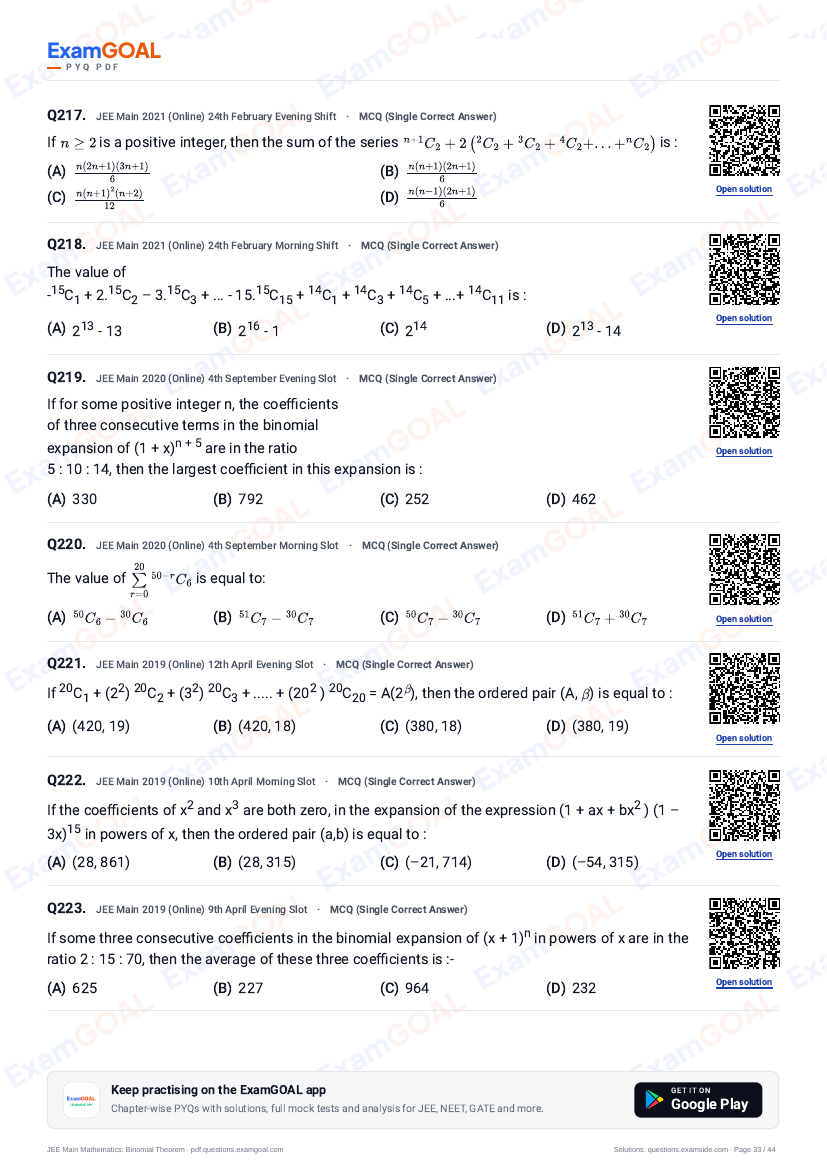 ExamGOAL
PYQ PDF
Q217. JEE Main 2021 (Online) 24th February Evening Shift · MCQ (Single Correct Answer)
If n ≥ 2 is a positive integer, then the sum of the series ⁿ⁺¹C₂ + 2 (²C₂ + ³C₂ + ⁴C₂+. . . +ⁿC₂) is :
(A) n(2n+1)(3n+1)/6 (B) n(n+1)(2n+1)/6
(C) n(n+1)²(n+2)/12 (D) n(n−1)(2n+1)/6
Open solution
Q218. JEE Main 2021 (Online) 24th February Morning Shift · MCQ (Single Correct Answer)
The value of
-¹⁵C₁ + 2.¹⁵C₂ – 3.¹⁵C₃ + ... - 15.¹⁵C₁₅ + ¹⁴C₁ + ¹⁴C₃ + ¹⁴C₅ + ...+ ¹⁴C₁₁ is :
(A) 2¹³ - 13 (B) 2¹⁶ - 1 (C) 2¹⁴ (D) 2¹³ - 14
Open solution
Q219. JEE Main 2020 (Online) 4th September Evening Slot · MCQ (Single Correct Answer)
If for some positive integer n, the coefficients
of three consecutive terms in the binomial
expansion of (1 + x)ⁿ ⁺ ⁵ are in the ratio
5 : 10 : 14, then the largest coefficient in this expansion is :
(A) 330 (B) 792 (C) 252 (D) 462
Open solution
Q220. JEE Main 2020 (Online) 4th September Morning Slot · MCQ (Single Correct Answer)
The value of ∑_{r=0}^{20} ⁵⁰⁻ʳC₆ is equal to:
(A) ⁵⁰C₆ − ³⁰C₆ (B) ⁵¹C₇ − ³⁰C₇ (C) ⁵⁰C₇ − ³⁰C₇ (D) ⁵¹C₇ + ³⁰C₇
Open solution
Q221. JEE Main 2019 (Online) 12th April Evening Slot · MCQ (Single Correct Answer)
If ²⁰C₁ + (2²) ²⁰C₂ + (3²) ²⁰C₃ + ..... + (20² ) ²⁰C₂₀ = A(2^β), then the ordered pair (A, β) is equal to :
(A) (420, 19) (B) (420, 18) (C) (380, 18) (D) (380, 19)
Open solution
Q222. JEE Main 2019 (Online) 10th April Morning Slot · MCQ (Single Correct Answer)
If the coefficients of x² and x³ are both zero, in the expansion of the expression (1 + ax + bx² ) (1 –
3x)¹⁵ in powers of x, then the ordered pair (a,b) is equal to :
(A) (28, 861) (B) (28, 315) (C) (–21, 714) (D) (–54, 315)
Open solution
Q223. JEE Main 2019 (Online) 9th April Evening Slot · MCQ (Single Correct Answer)
If some three consecutive coefficients in the binomial expansion of (x + 1)ⁿ in powers of x are in the
ratio 2 : 15 : 70, then the average of these three coefficients is :-
(A) 625 (B) 227 (C) 964 (D) 232
Open solution
ExamGOAL
Keep practising on the ExamGOAL app
Chapter-wise PYQs with solutions, full mock tests and analysis for JEE, NEET, GATE and more.
GET IT ON
Google Play
JEE Main Mathematics: Binomial Theorem · pdf.questions.examgoal.com
Solutions: questions.examside.com · Page 33 / 44